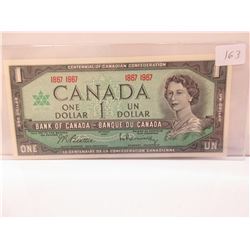 163
CENTENNIAL OF CANADIAN CONFEDERATION
1867 1967 1867 1967
CANADA
ONE DOLLAR 1 UN DOLLAR
BANK OF CANADA - BANQUE DU CANADA
ONE UN
LE CENTENAIRE DE LA CONFÉDÉRATION CANADIENNE